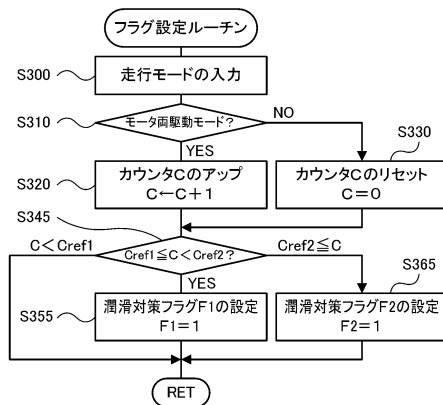 フラグ設定ルーチン
S300
走行モードの入力
S310
モータ両駆動モード?
NO
YES
S330
S320
カウンタCのアップ
C←C+1
カウンタCのリセット
C=0
S345
C<Cref1
Cref1≦C<Cref2?
Cref2≦C
YES
S365
S355
潤滑対策フラグF1の設定
F1=1
潤滑対策フラグF2の設定
F2=1
RET